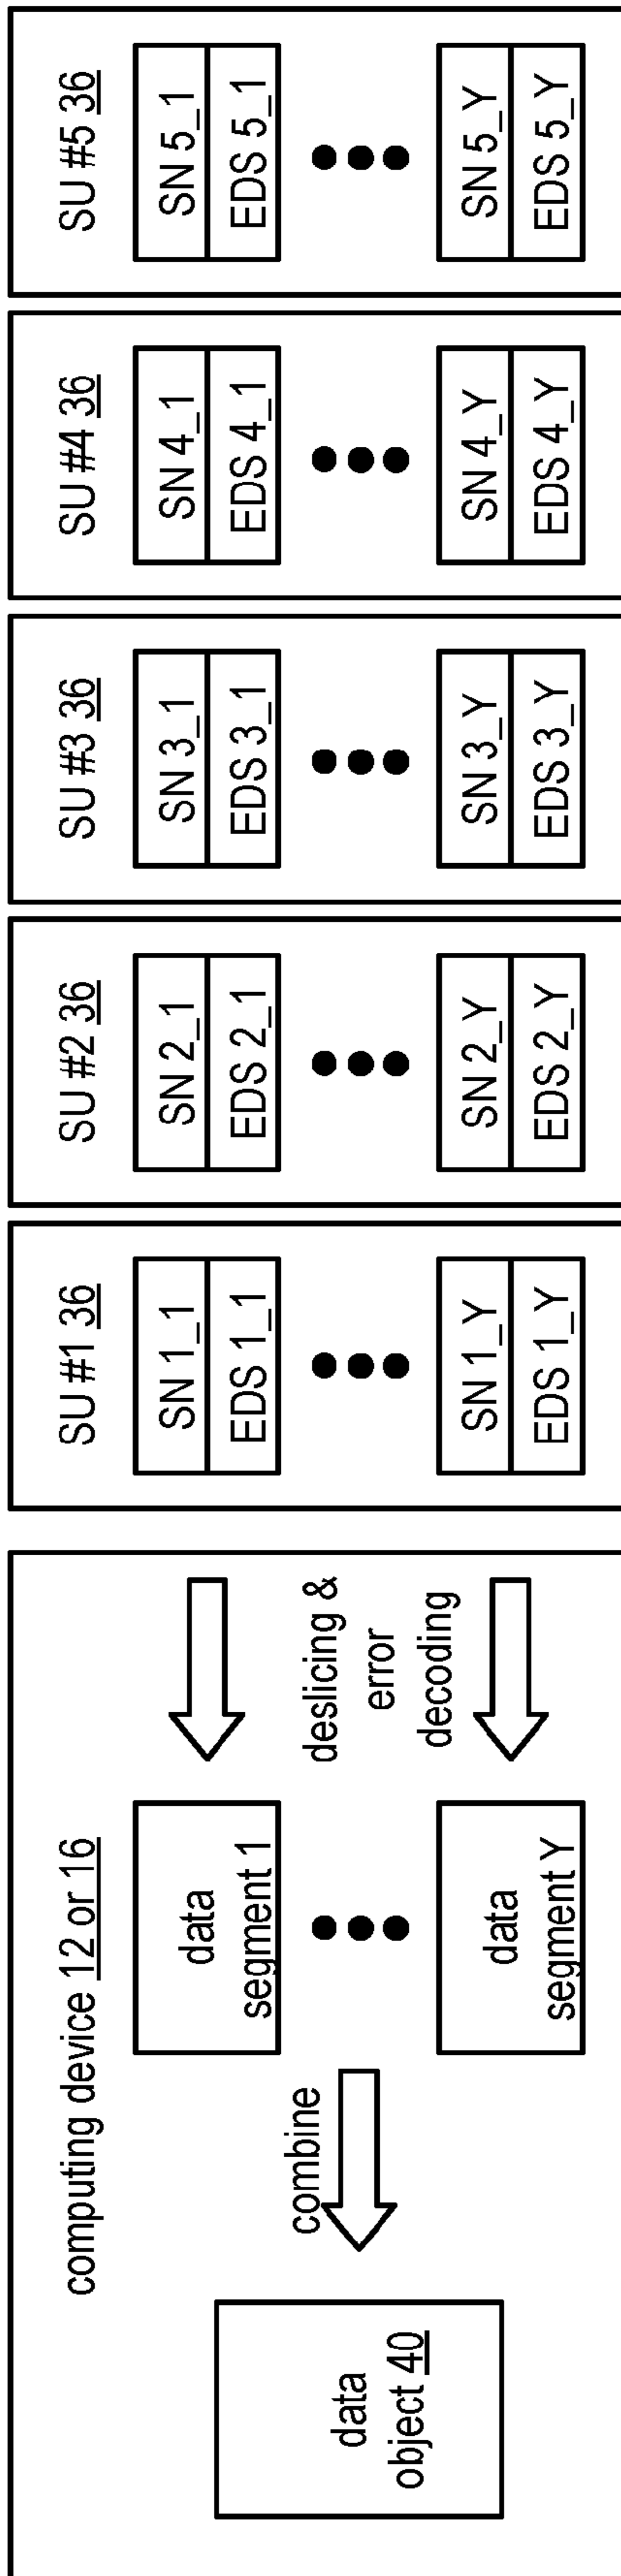 computing device 12 or 16
data
object 40
combine
data
segment 1
data
segment Y
deslicing &
error
decoding
SU #1 36
SN 1_1
EDS 1_1
SN 1_Y
EDS 1_Y
SU #2 36
SN 2_1
EDS 2_1
SN 2_Y
EDS 2_Y
SU #3 36
SN 3_1
EDS 3_1
SN 3_Y
EDS 3_Y
SU #4 36
SN 4_1
EDS 4_1
SN 4_Y
EDS 4_Y
SU #5 36
SN 5_1
EDS 5_1
SN 5_Y
EDS 5_Y